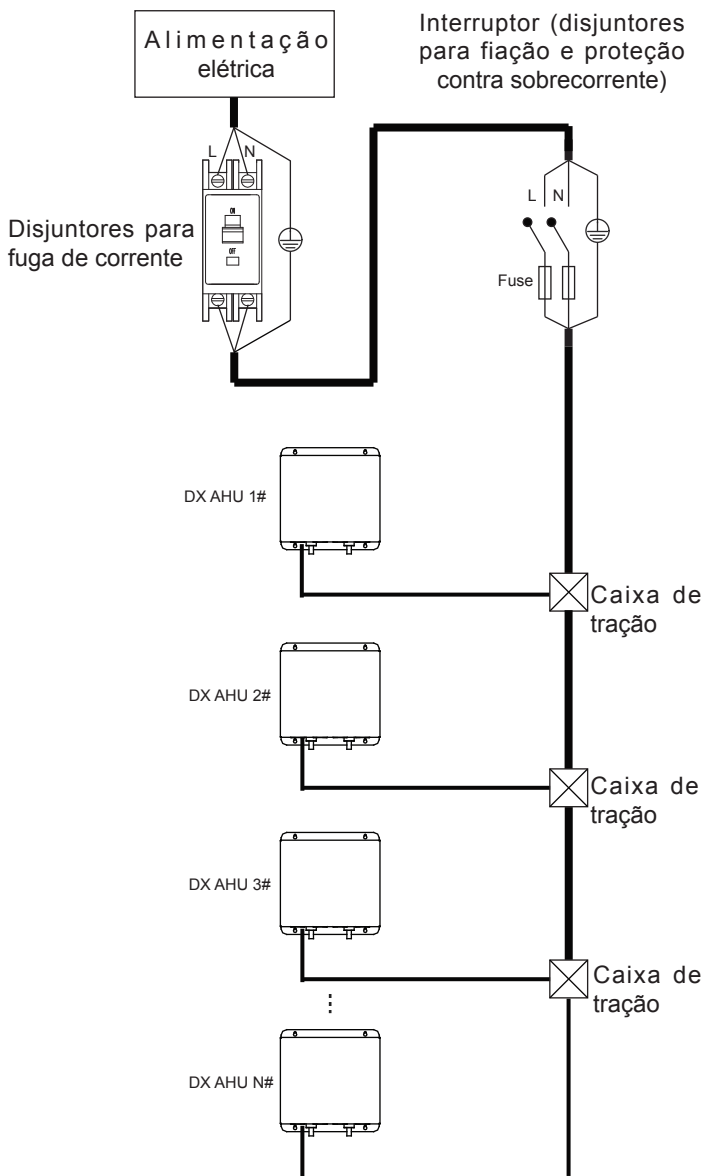 Alimentação
elétrica
Interruptor (disjuntores
para fiação e proteção
contra sobrecorrente)
L N
ON
OFF
Disjuntores para
fuga de corrente
L N
Fuse
DX AHU 1#
Caixa de
tração
DX AHU 2#
Caixa de
tração
DX AHU 3#
Caixa de
tração
DX AHU N#